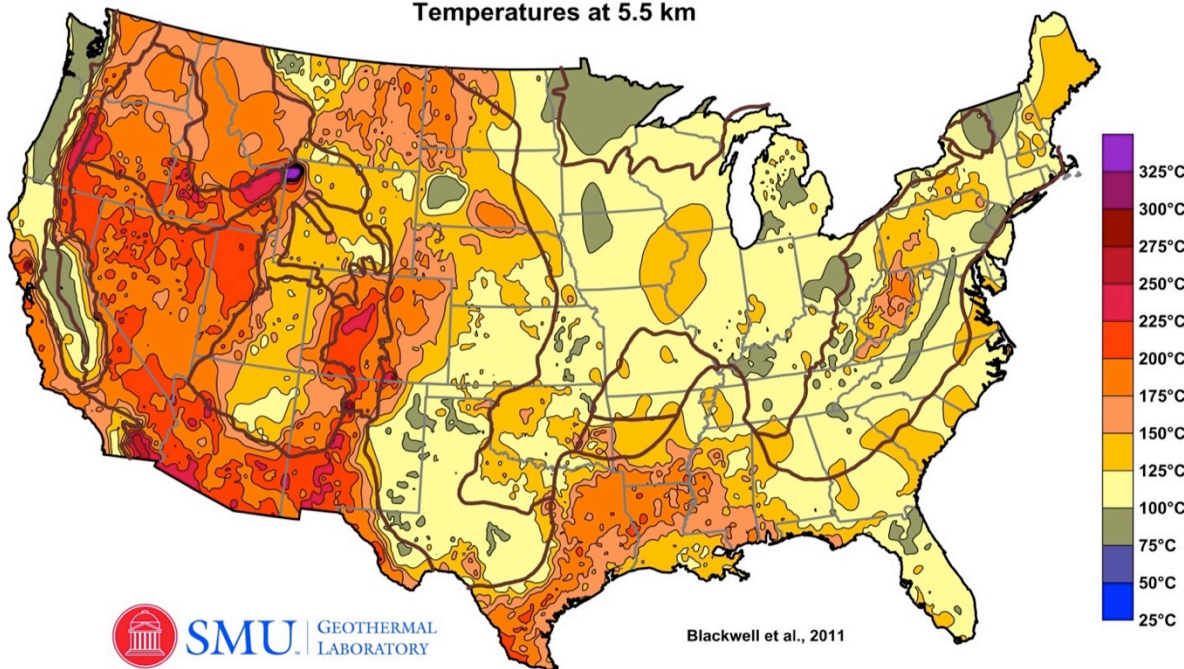 Temperatures at 5.5 km
325°C
300°C
275°C
250°C
225°C
200°C
175°C
150°C
125°C
100°C
75°C
50°C
25°C
SMU
GEOTHERMAL
LABORATORY
Blackwell et al., 2011